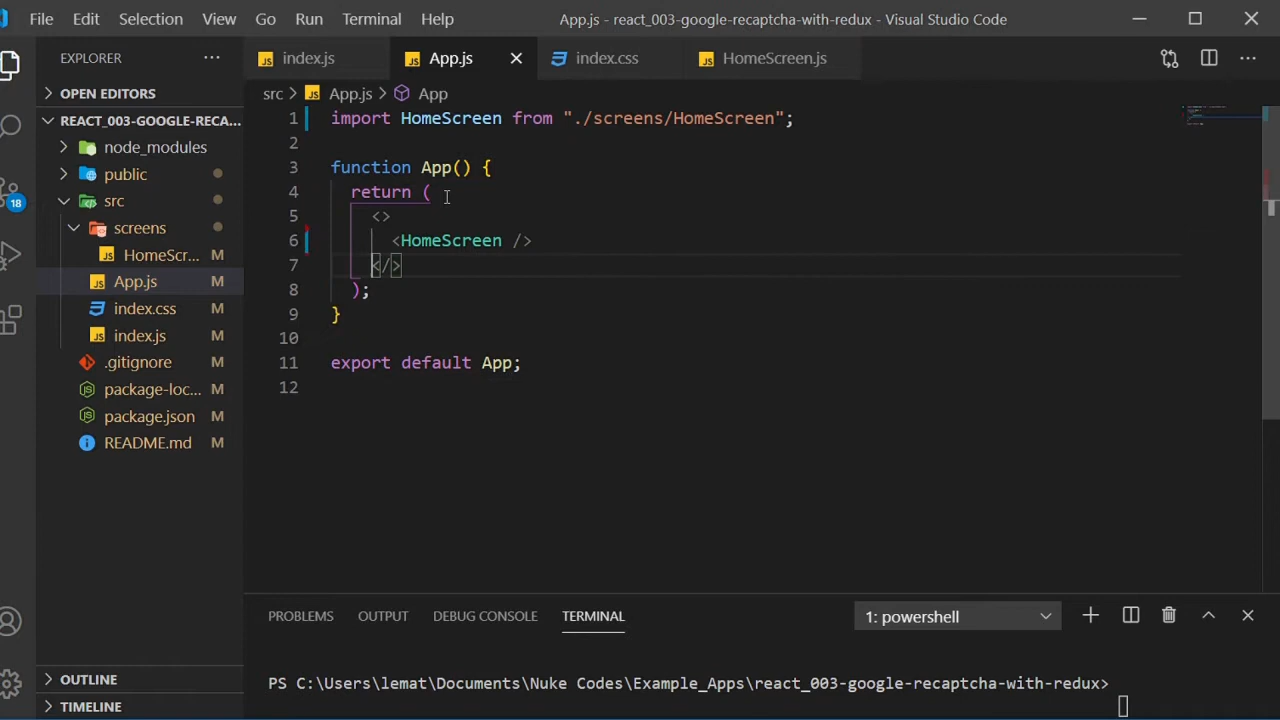 File Edit Selection View Go Run Terminal Help App.js - react_003-google-recaptcha-with-redux - Visual Studio Code
EXPLORER ...
index.js App.js index.css HomeScreen.js
OPEN EDITORS
REACT_003-GOOGLE-RECA...
node_modules
public
src
screens
HomeScr... M
App.js M
index.css M
index.js M
.gitignore M
package-loc... M
package.json M
README.md M
OUTLINE
TIMELINE
18
src > App.js > App
1 import HomeScreen from "./screens/HomeScreen";
2
3 function App() {
4 return (
5 <>
6 <HomeScreen />
7 </>
8 );
9 }
10
11 export default App;
12
PROBLEMS OUTPUT DEBUG CONSOLE TERMINAL 1: powershell
PS C:\Users\lemat\Documents\Nuke Codes\Example_Apps\react_003-google-recaptcha-with-redux>